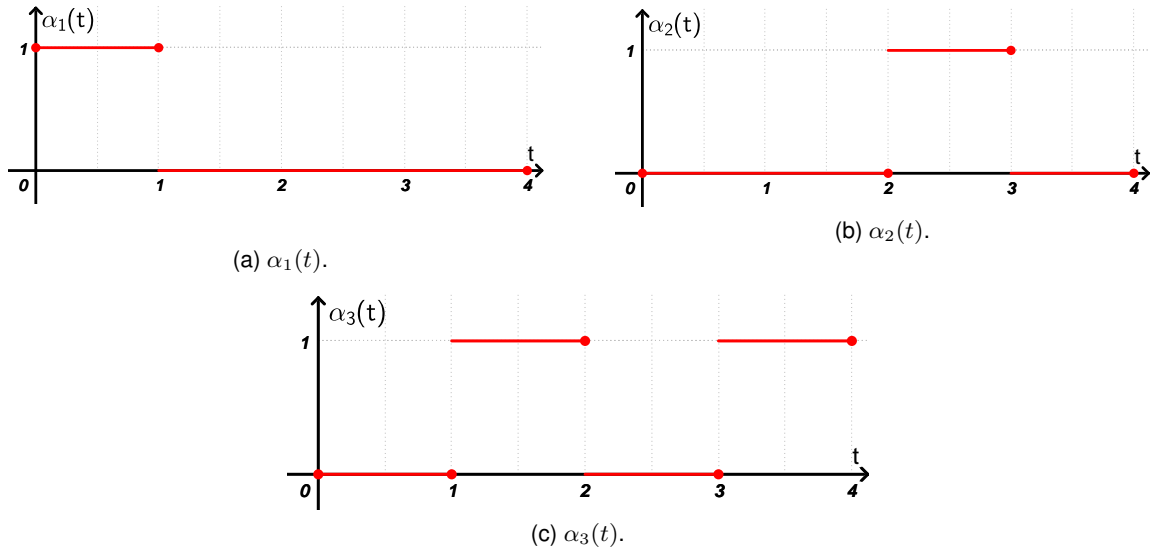 α₁(t)
1
t
0 1 2 3 4
(a) α₁(t).
α₂(t)
1
t
0 1 2 3 4
(b) α₂(t).
α₃(t)
1
t
0 1 2 3 4
(c) α₃(t).